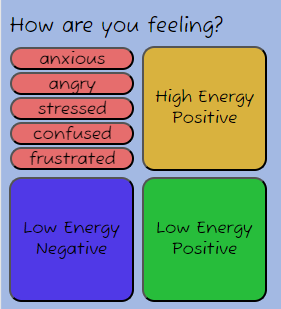 How are you feeling?
anxious
angry
stressed
confused
frustrated
High Energy
Positive
Low Energy
Negative
Low Energy
Positive